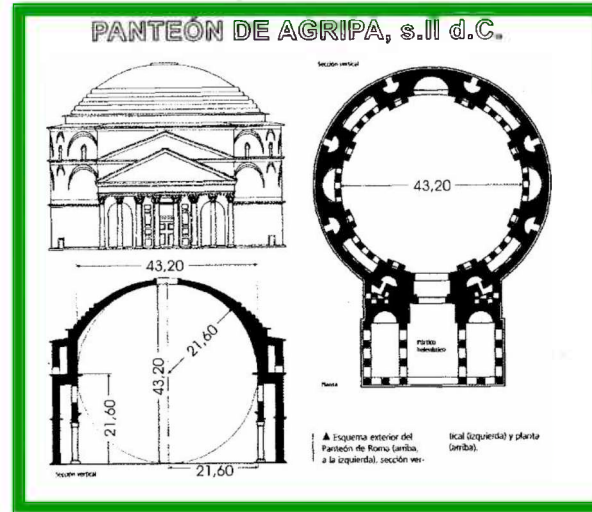 PANTEÓN DE AGRIPA, s.II d.C.
Sección vertical
43,20
43,20
21,60
43,20
21,60
21,60
Sección vertical
Pórtico
Planta
▲ Esquema exterior del
Panteón de Roma (arriba,
a la izquierda), sección ver-
tical (izquierda) y planta
(arriba).